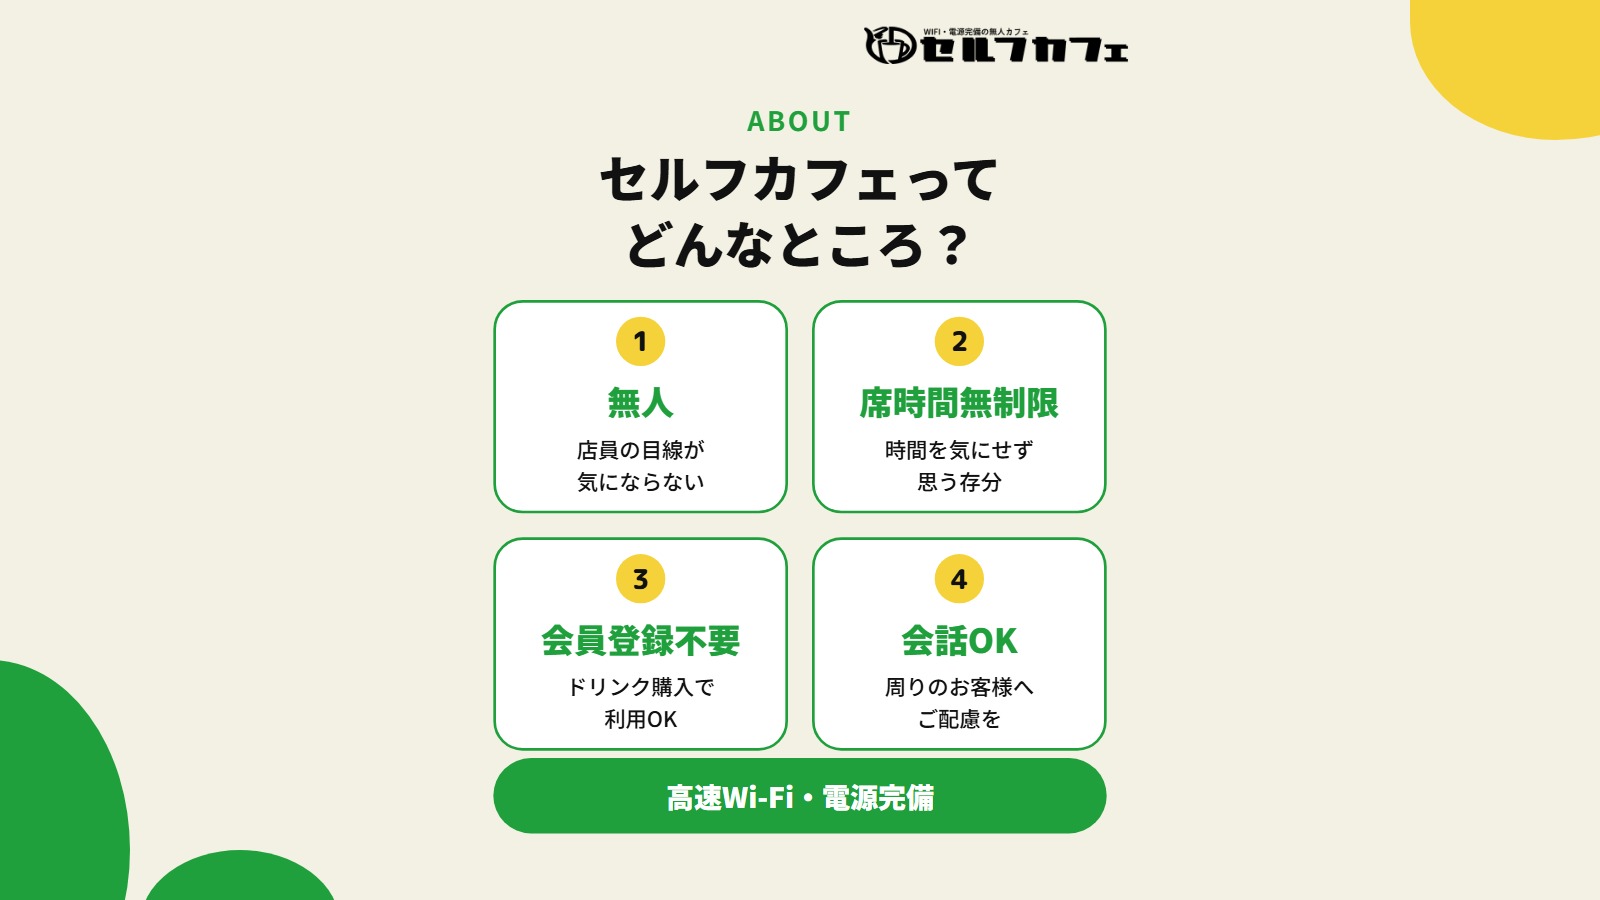 WIFI・電源完備の無人カフェ
セルフカフェ
ABOUT
セルフカフェって
どんなところ？
1
無人
店員の目線が
気にならない
2
席時間無制限
時間を気にせず
思う存分
3
会員登録不要
ドリンク購入で
利用OK
4
会話OK
周りのお客様へ
ご配慮を
高速Wi-Fi・電源完備